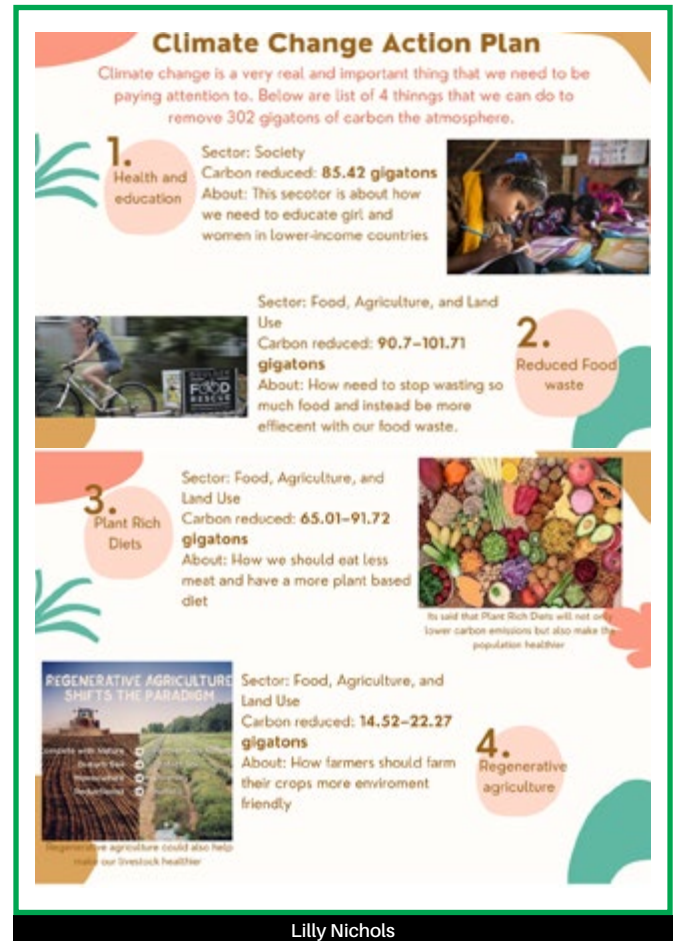 Climate Change Action Plan
Climate change is a very real and important thing that we need to be
paying attention to. Below are list of 4 thinngs that we can do to
remove 302 gigatons of carbon the atmosphere.
1.
Health and
education
Sector: Society
Carbon reduced: 85.42 gigatons
About: This secotor is about how
we need to educate girl and
women in lower-income countries
Sector: Food, Agriculture, and Land
Use
Carbon reduced: 90.7–101.71
gigatons
About: How need to stop wasting so
much food and instead be more
effiecent with our food waste.
2.
Reduced Food
waste
BOULDER
FOOD
RESCUE
3.
Plant Rich
Diets
Sector: Food, Agriculture, and
Land Use
Carbon reduced: 65.01–91.72
gigatons
About: How we should eat less
meat and have a more plant based
diet
Its said that Plant Rich Diets will not only
lower carbon emissions but also make the
population healthier
REGENERATIVE AGRICULTURE
SHIFTS THE PARADIGM
with Nature
Regenerative agriculture could also help
make our livestock healthier
Sector: Food, Agriculture, and
Land Use
Carbon reduced: 14.52–22.27
gigatons
About: How farmers should farm
their crops more enviroment
friendly
4.
Regenerative
agriculture
Lilly Nichols